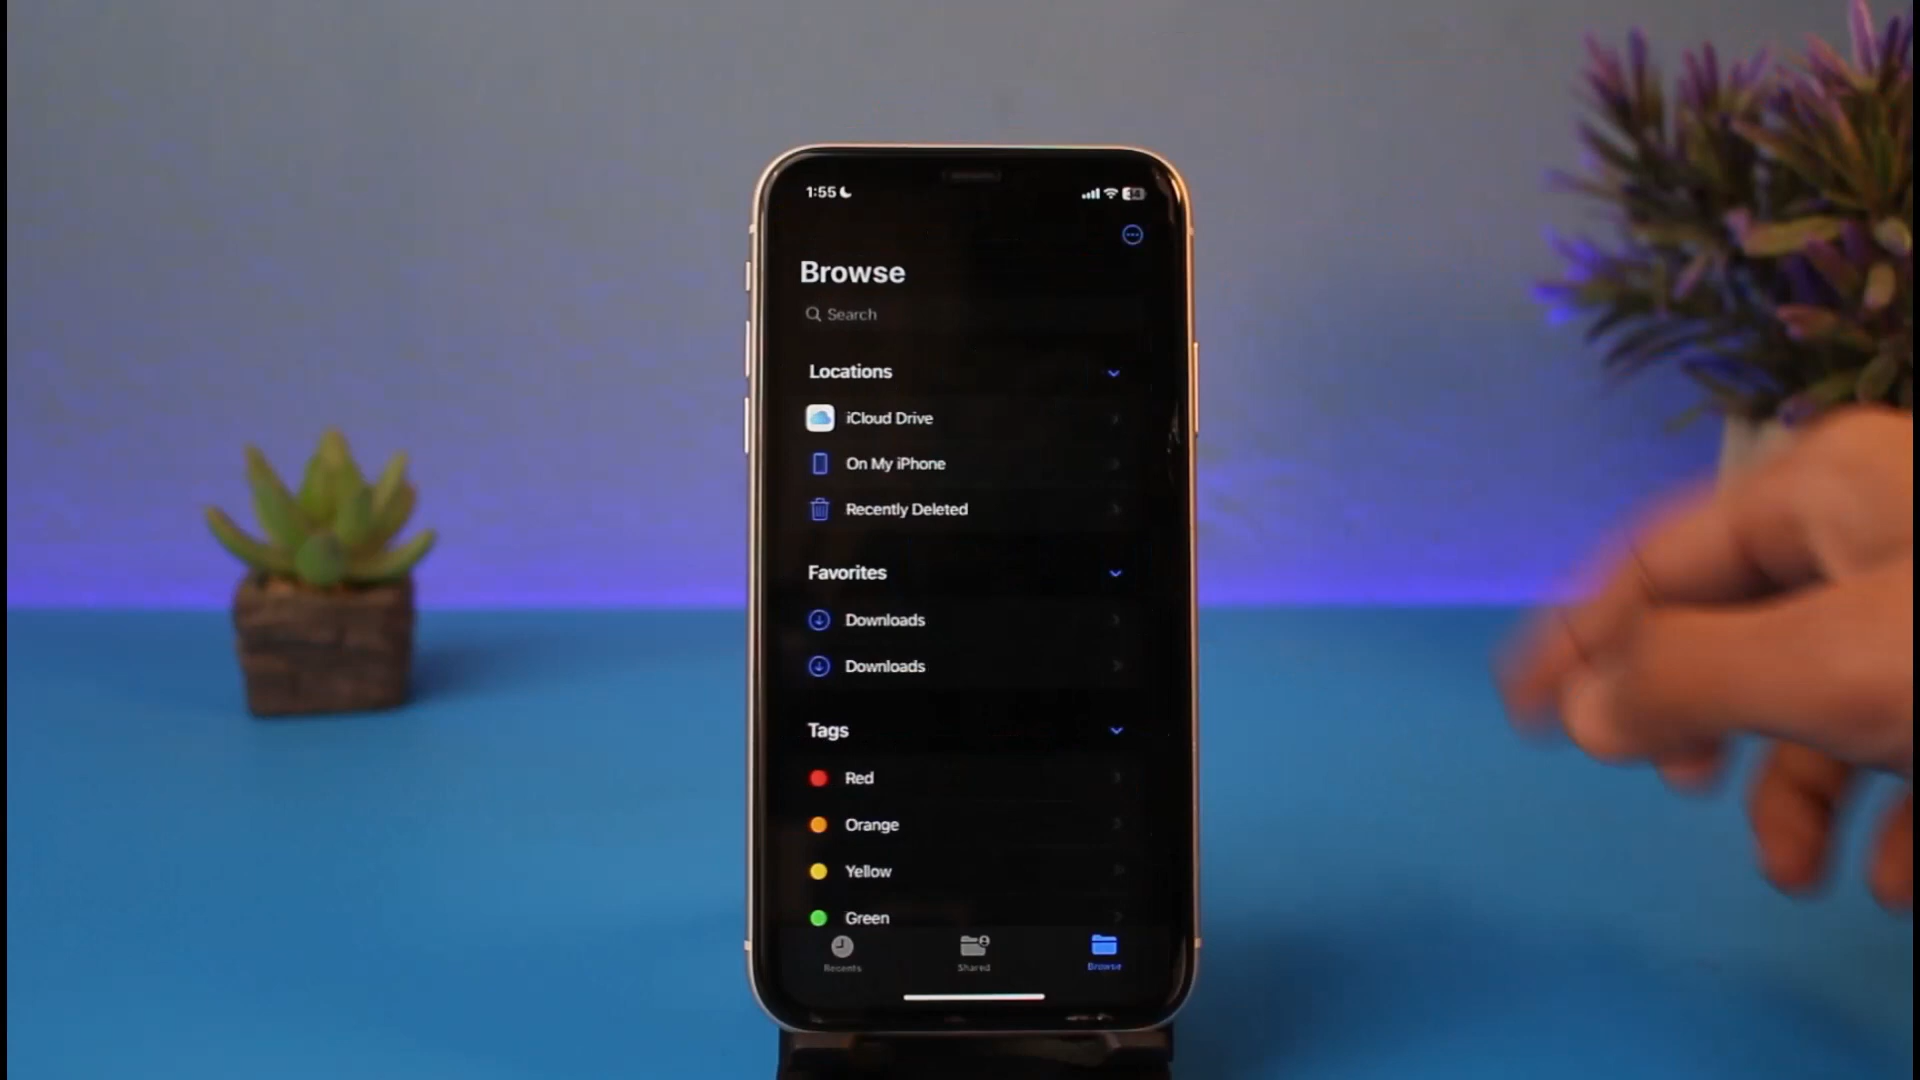 1:55
Browse
Search
Locations
iCloud Drive
On My iPhone
Recently Deleted
Favorites
Downloads
Downloads
Tags
Red
Orange
Yellow
Green
Recents
Shared
Browse